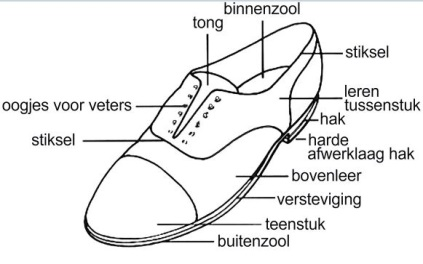 binnenzool
tong
stiksel
leren
tussenstuk
oogjes voor veters
hak
stiksel
harde
afwerklaag hak
bovenleer
versteviging
teenstuk
buitenzool